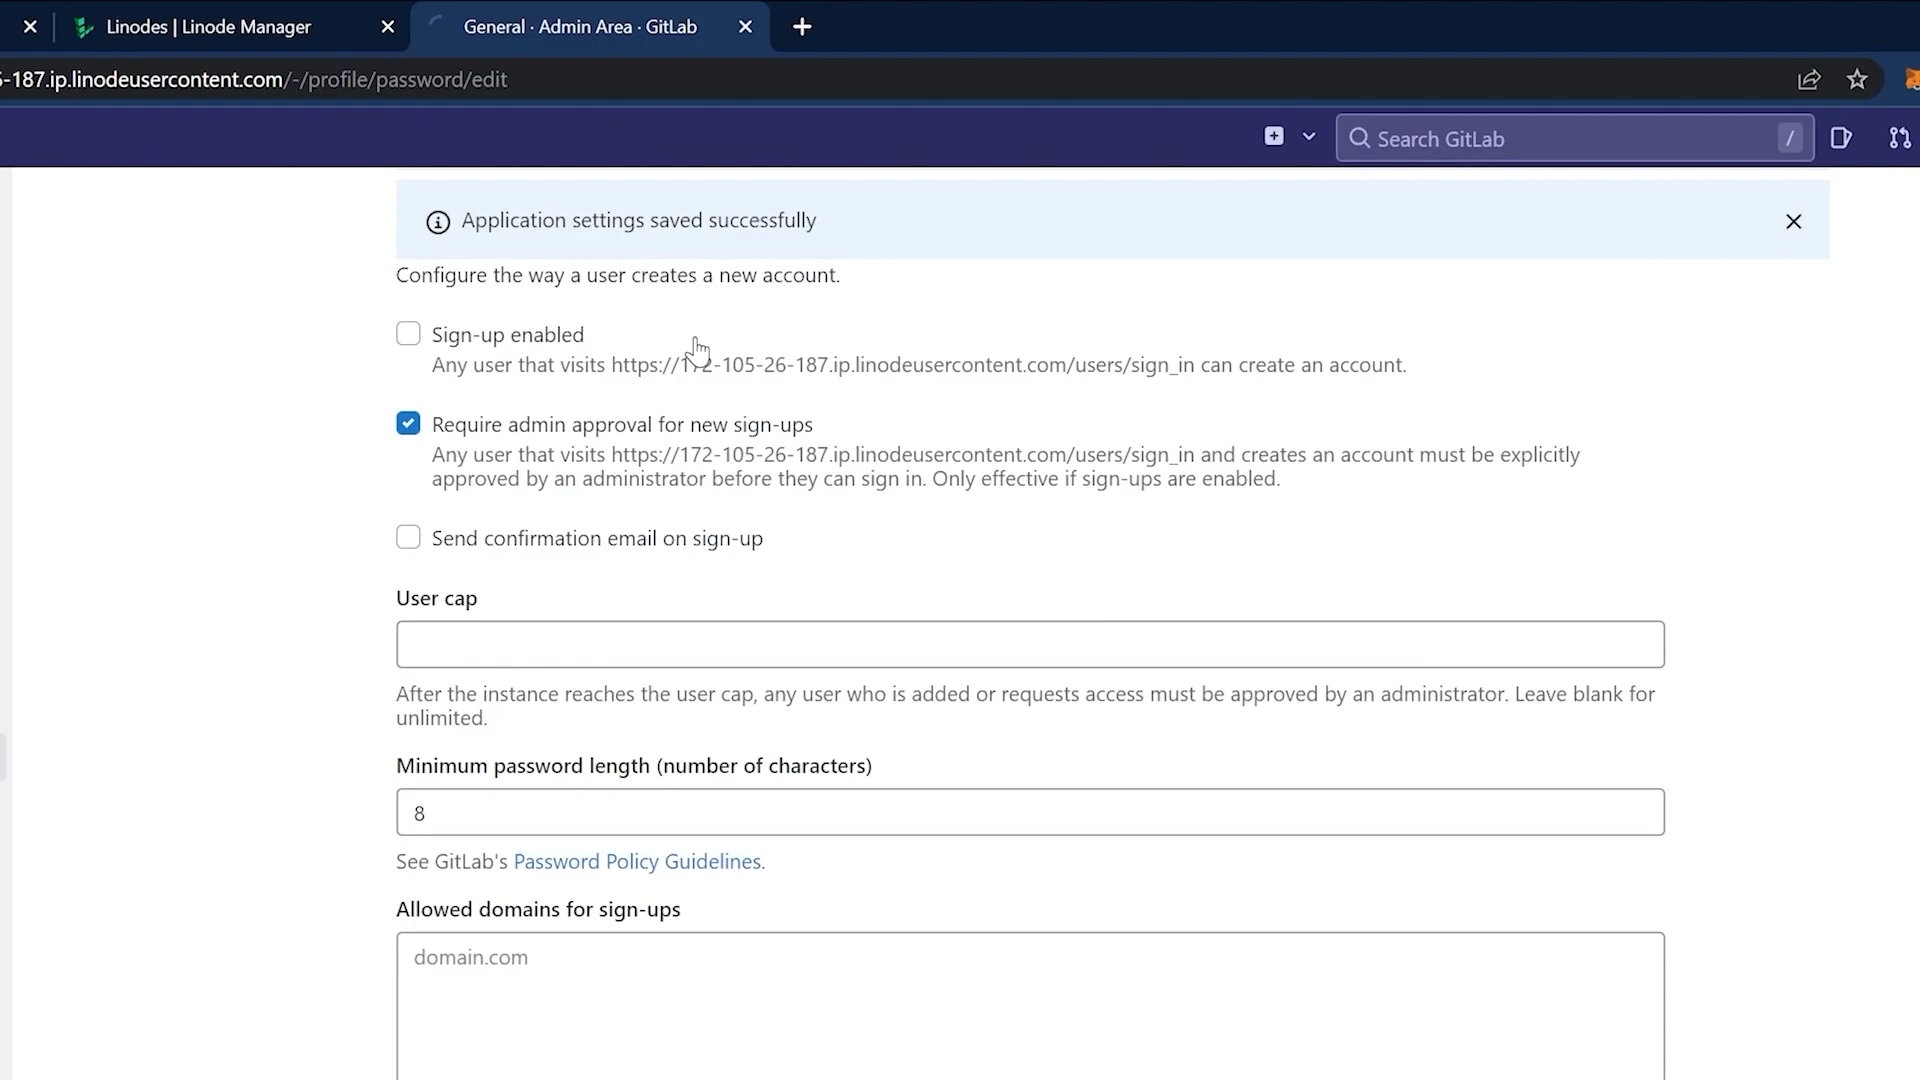 Linodes | Linode Manager
General · Admin Area · GitLab
-187.ip.linodeusercontent.com/-/profile/password/edit
Search GitLab /
Application settings saved successfully
Configure the way a user creates a new account.
Sign-up enabled
Any user that visits https://172-105-26-187.ip.linodeusercontent.com/users/sign_in can create an account.
Require admin approval for new sign-ups
Any user that visits https://172-105-26-187.ip.linodeusercontent.com/users/sign_in and creates an account must be explicitly
approved by an administrator before they can sign in. Only effective if sign-ups are enabled.
Send confirmation email on sign-up
User cap
After the instance reaches the user cap, any user who is added or requests access must be approved by an administrator. Leave blank for
unlimited.
Minimum password length (number of characters)
8
See GitLab's Password Policy Guidelines.
Allowed domains for sign-ups
domain.com